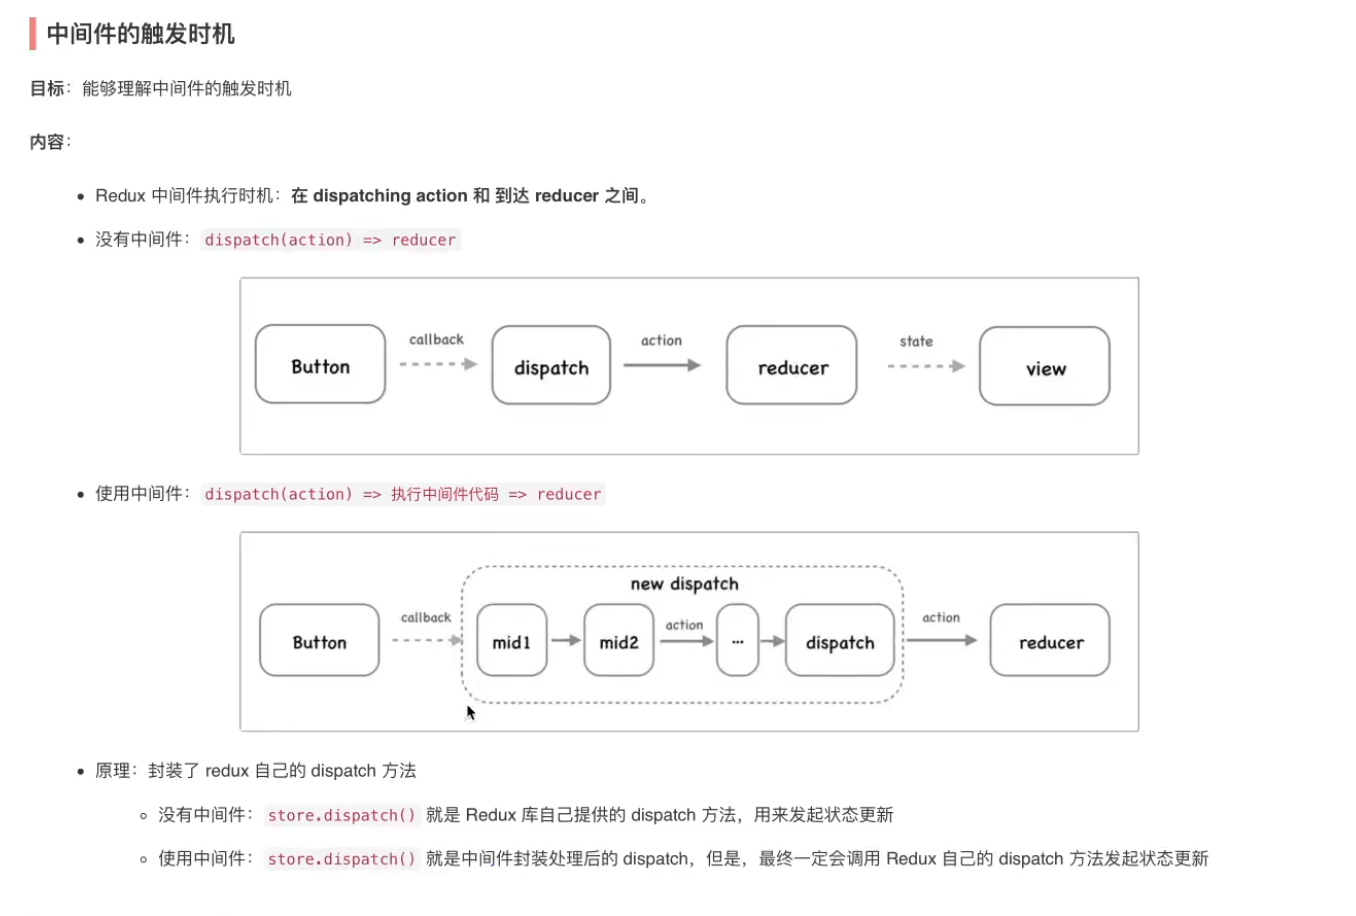 中间件的触发时机
目标：能够理解中间件的触发时机
内容：
Redux 中间件执行时机：在 dispatching action 和 到达 reducer 之间。
没有中间件：dispatch(action) => reducer
Button
callback
dispatch
action
reducer
state
view
使用中间件：dispatch(action) => 执行中间件代码 => reducer
new dispatch
Button
callback
mid1
mid2
action
...
dispatch
action
reducer
原理：封装了 redux 自己的 dispatch 方法
没有中间件：store.dispatch() 就是 Redux 库自己提供的 dispatch 方法，用来发起状态更新
使用中间件：store.dispatch() 就是中间件封装处理后的 dispatch，但是，最终一定会调用 Redux 自己的 dispatch 方法发起状态更新